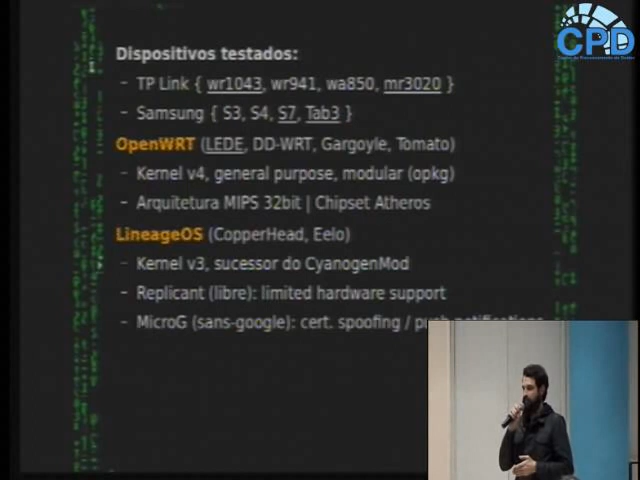 CPD
Dispositivos testados:
- TP Link { wr1043, wr941, wa850, mr3020 }
- Samsung { S3, S4, S7, Tab3 }
OpenWRT (LEDE, DD-WRT, Gargoyle, Tomato)
- Kernel v4, general purpose, modular (opkg)
- Arquitetura MIPS 32bit | Chipset Atheros
LineageOS (CopperHead, Eelo)
- Kernel v3, sucessor do CyanogenMod
- Replicant (libre): limited hardware support
- MicroG (sans-google): cert. spoofing / push notifications